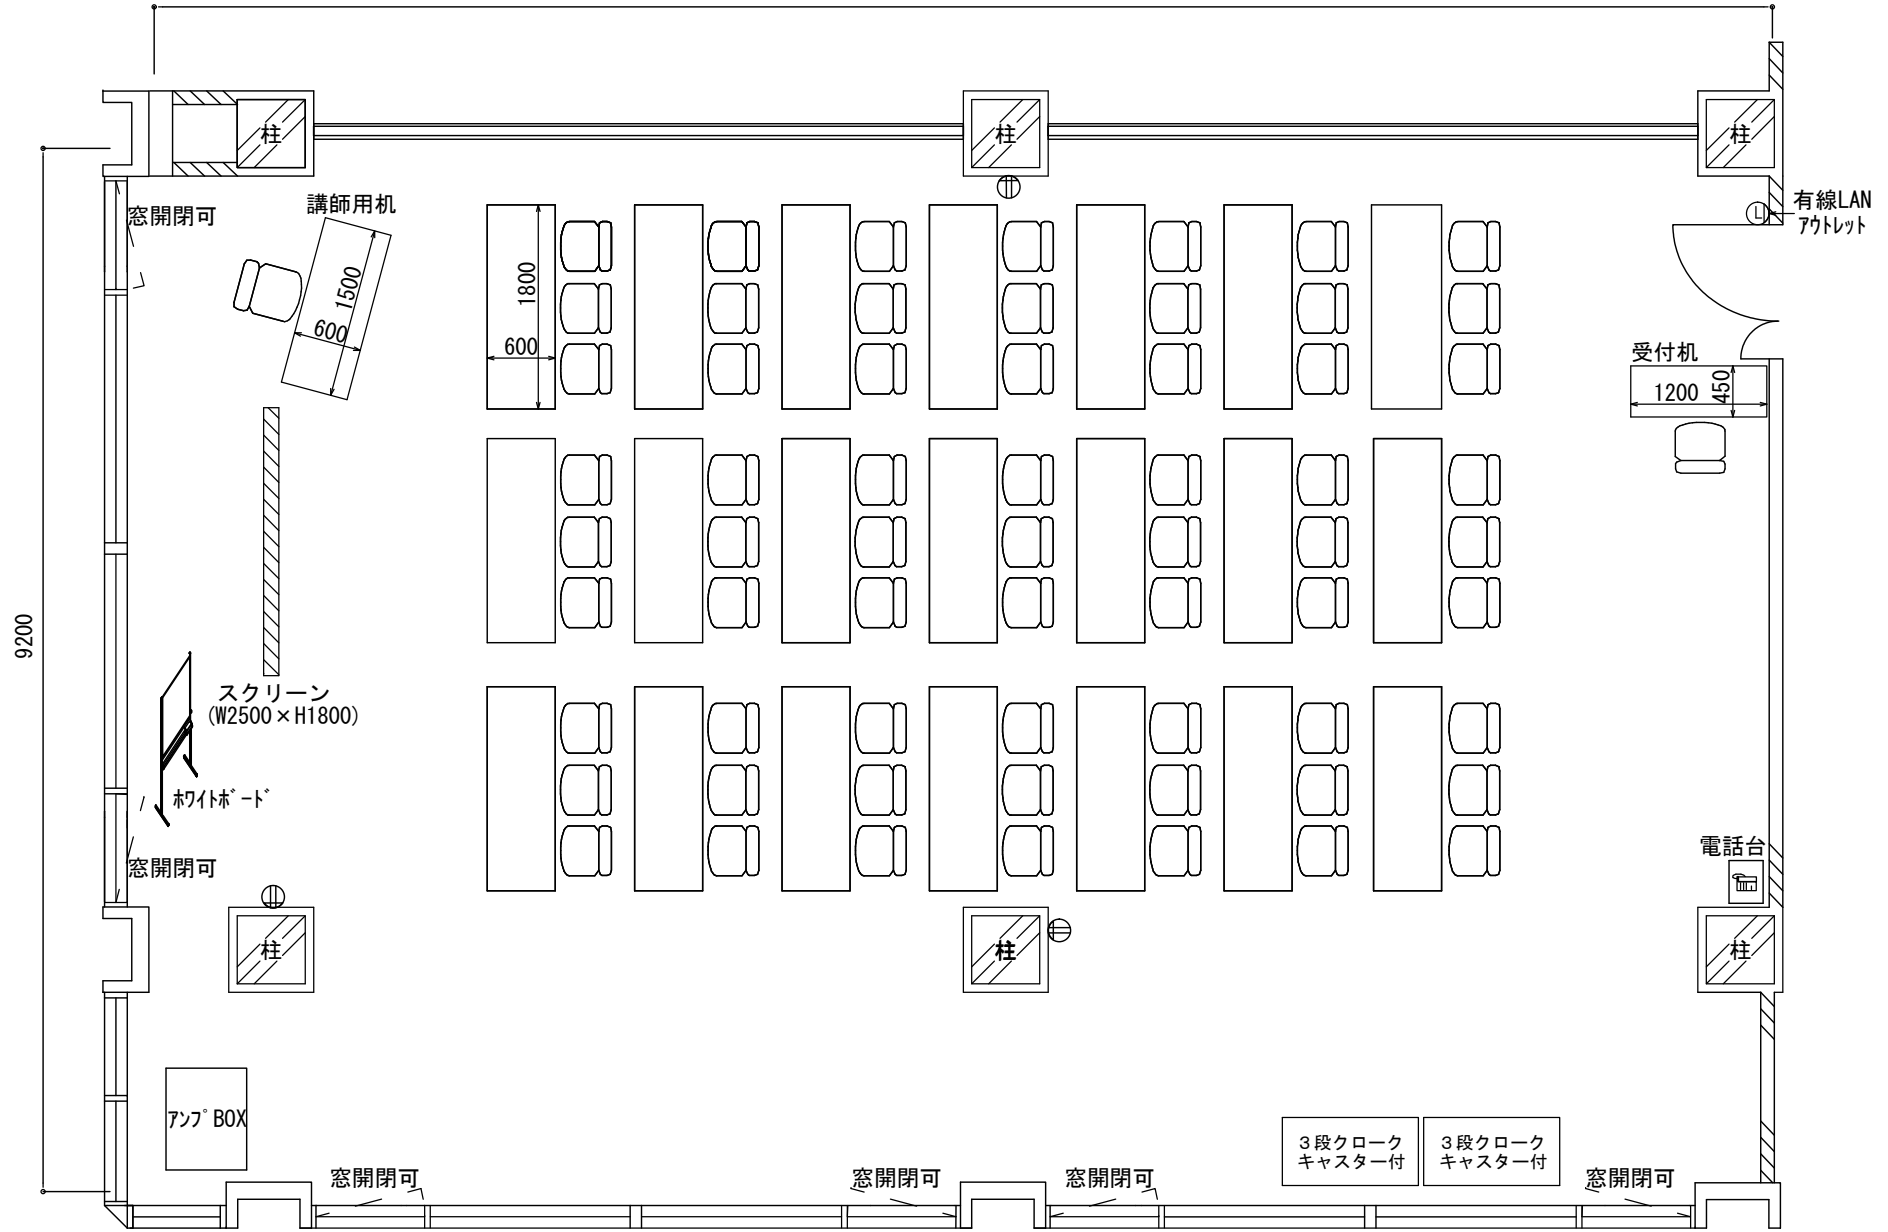 柱
柱
柱
窓開閉可
講師用机
1500
600
1800
600
有線LAN
ｱｳﾄﾚｯﾄ
L
受付机
1200
450
9200
スクリーン
(W2500×H1800)
ﾎﾜｲﾄﾎﾞｰﾄﾞ
窓開閉可
電話台
柱
柱
柱
ｱﾝﾌﾟBOX
３段クローク
キャスター付
３段クローク
キャスター付
窓開閉可
窓開閉可
窓開閉可
窓開閉可